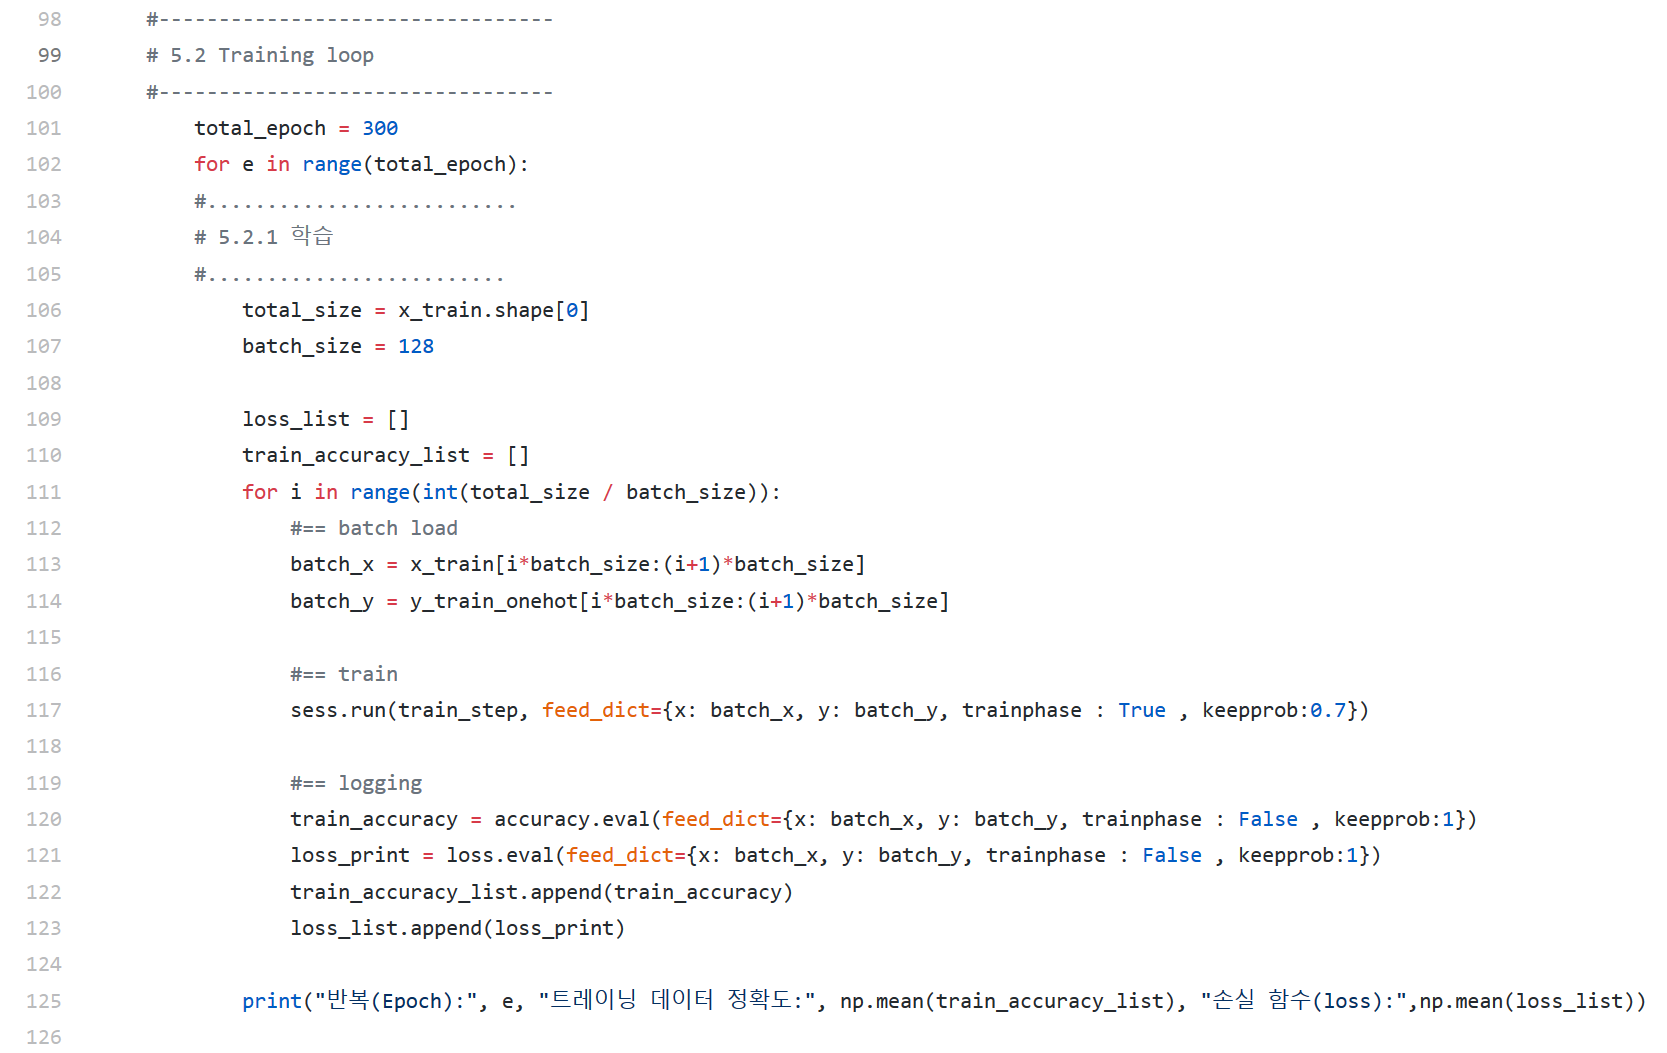 98 #---------------------------------
99 # 5.2 Training loop
100 #---------------------------------
101 total_epoch = 300
102 for e in range(total_epoch):
103 #..........................
104 # 5.2.1 학습
105 #.........................
106 total_size = x_train.shape[0]
107 batch_size = 128
108
109 loss_list = []
110 train_accuracy_list = []
111 for i in range(int(total_size / batch_size)):
112 #== batch load
113 batch_x = x_train[i*batch_size:(i+1)*batch_size]
114 batch_y = y_train_onehot[i*batch_size:(i+1)*batch_size]
115
116 #== train
117 sess.run(train_step, feed_dict={x: batch_x, y: batch_y, trainphase : True , keepprob:0.7})
118
119 #== logging
120 train_accuracy = accuracy.eval(feed_dict={x: batch_x, y: batch_y, trainphase : False , keepprob:1})
121 loss_print = loss.eval(feed_dict={x: batch_x, y: batch_y, trainphase : False , keepprob:1})
122 train_accuracy_list.append(train_accuracy)
123 loss_list.append(loss_print)
124
125 print("반복(Epoch):", e, "트레이닝 데이터 정확도:", np.mean(train_accuracy_list), "손실 함수(loss):",np.mean(loss_list))
126